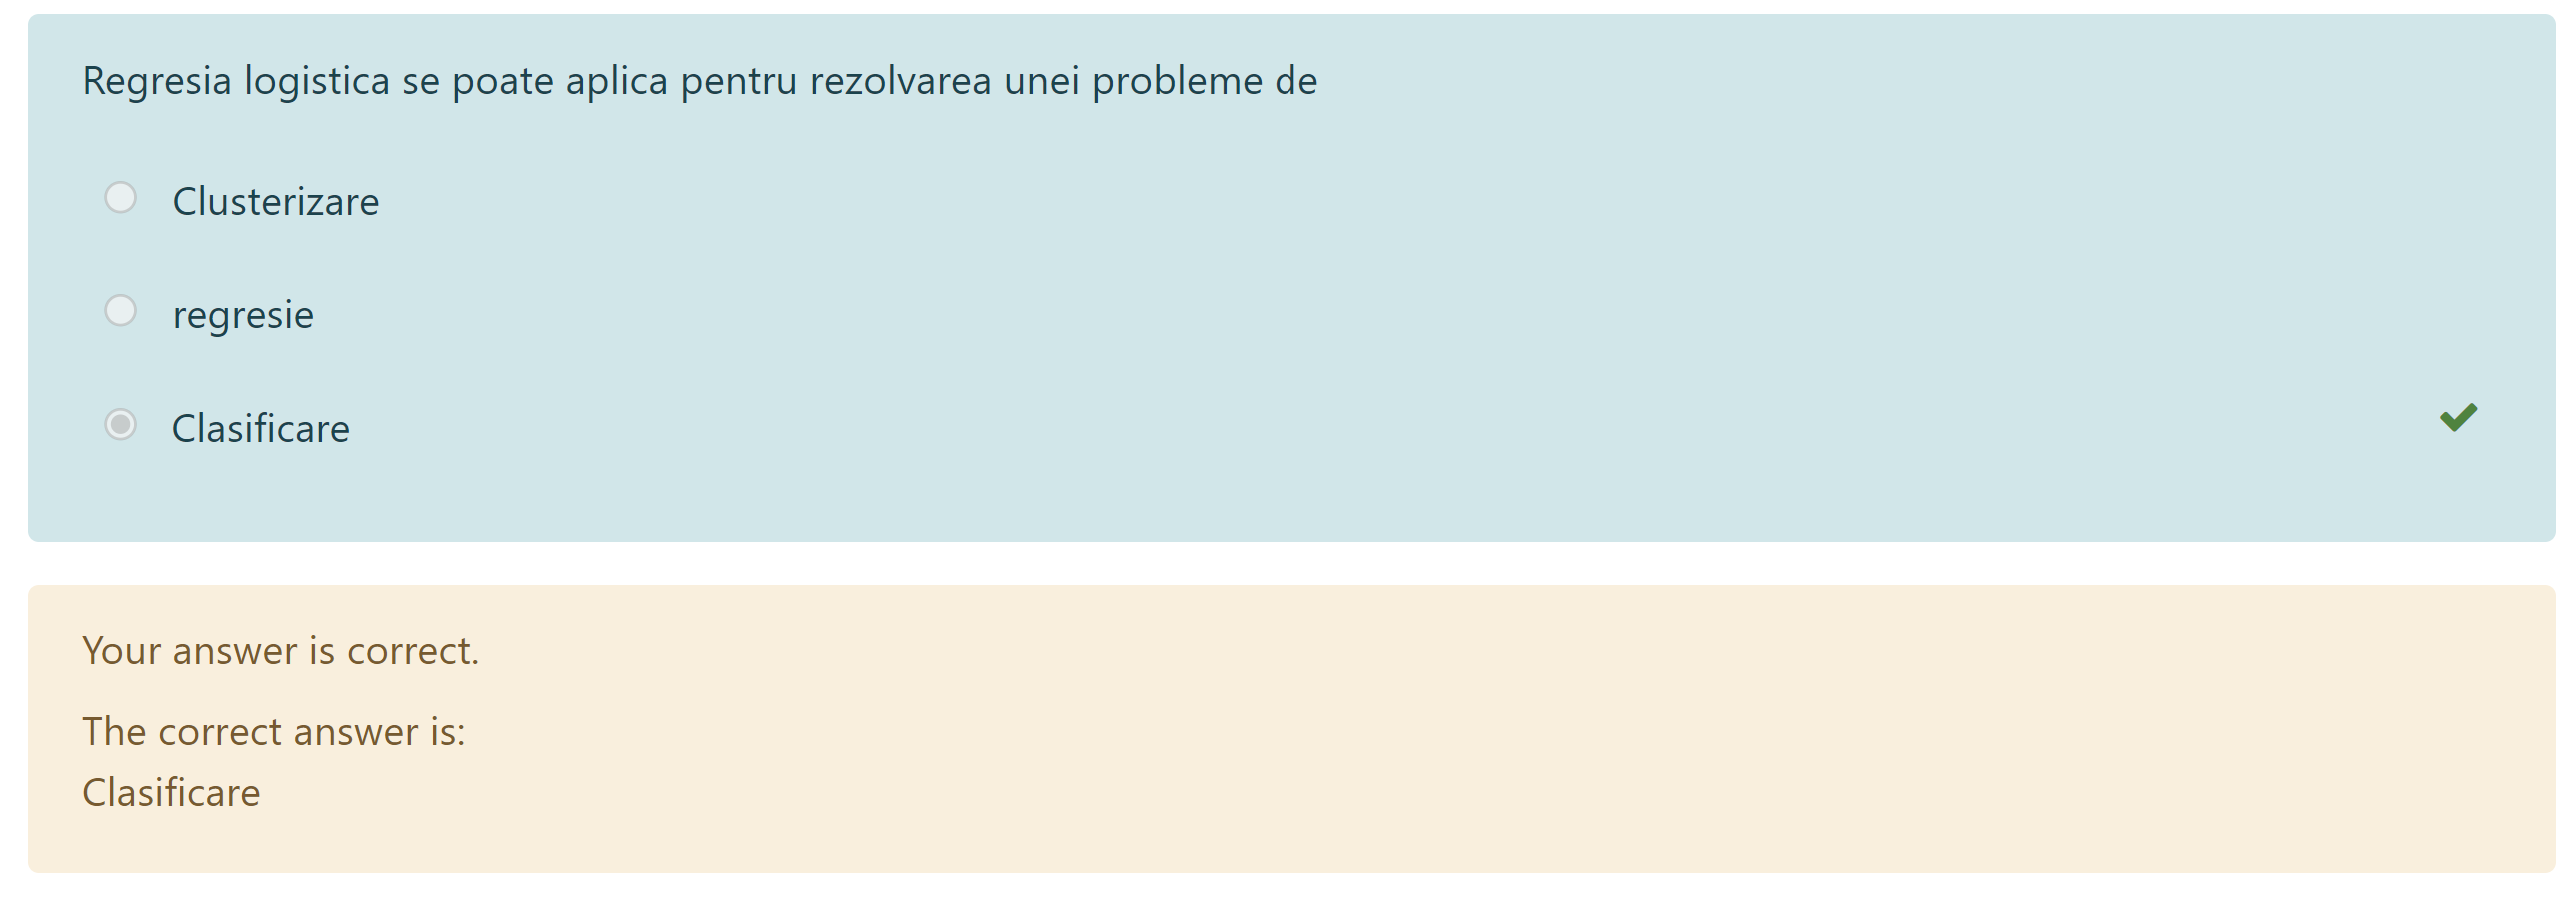 Regresia logistica se poate aplica pentru rezolvarea unei probleme de
Clusterizare
regresie
Clasificare
Your answer is correct.
The correct answer is:
Clasificare